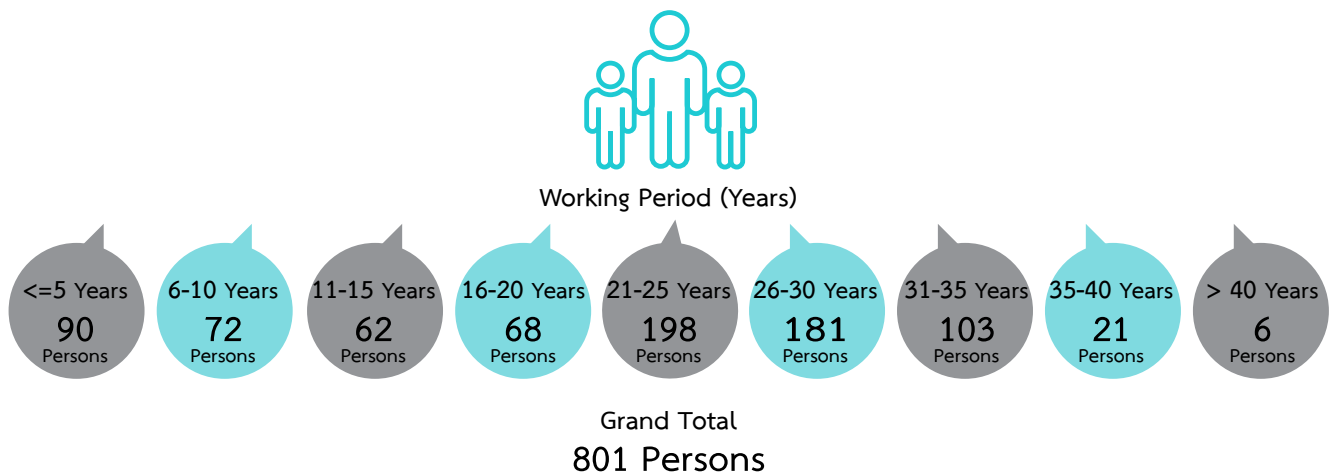 Working Period (Years)
<=5 Years
90
Persons
6-10 Years
72
Persons
11-15 Years
62
Persons
16-20 Years
68
Persons
21-25 Years
198
Persons
26-30 Years
181
Persons
31-35 Years
103
Persons
35-40 Years
21
Persons
> 40 Years
6
Persons
Grand Total
801 Persons